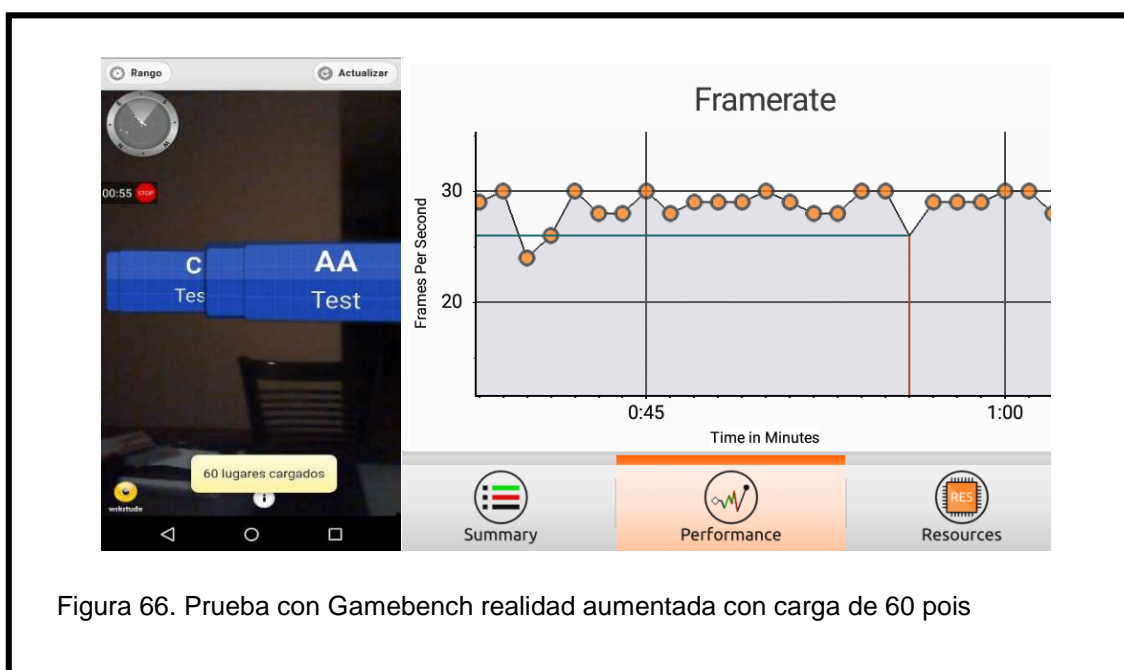 Rango
Actualizar
00:55 STOP
C
Tes
AA
Test
60 lugares cargados
wikitude
Framerate
Frames Per Second
30
20
0:45
1:00
Time in Minutes
Summary
Performance
RES
Resources
Figura 66. Prueba con Gamebench realidad aumentada con carga de 60 pois